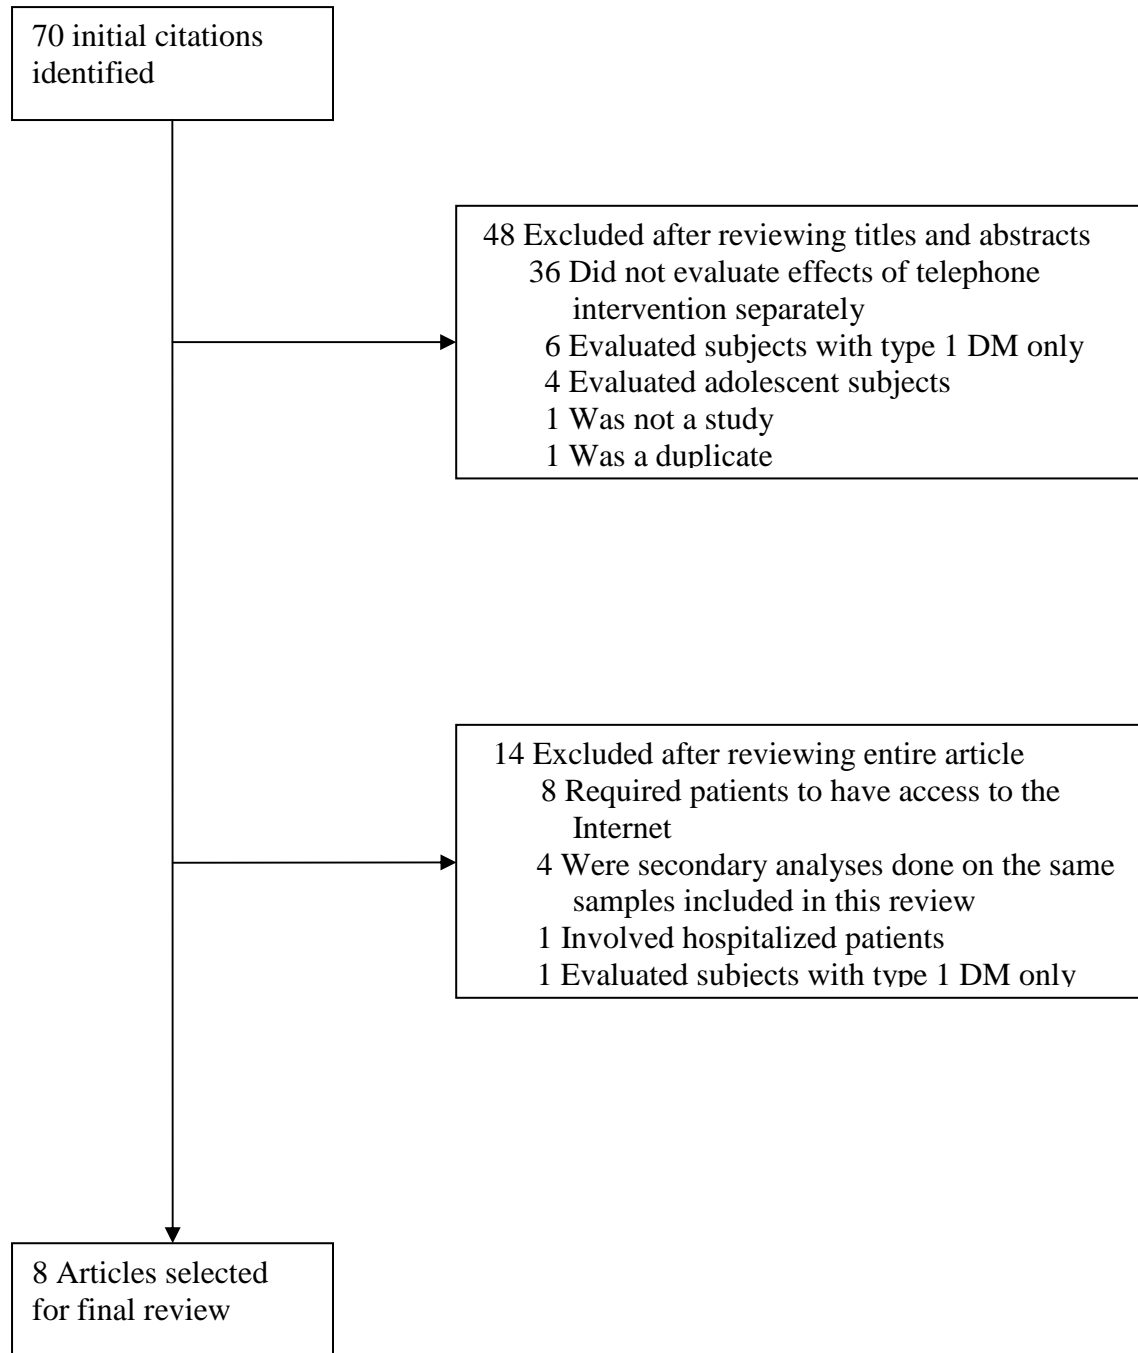 70 initial citations
identified
48 Excluded after reviewing titles and abstracts
36 Did not evaluate effects of telephone
intervention separately
6 Evaluated subjects with type 1 DM only
4 Evaluated adolescent subjects
1 Was not a study
1 Was a duplicate
14 Excluded after reviewing entire article
8 Required patients to have access to the
Internet
4 Were secondary analyses done on the same
samples included in this review
1 Involved hospitalized patients
1 Evaluated subjects with type 1 DM only
8 Articles selected
for final review